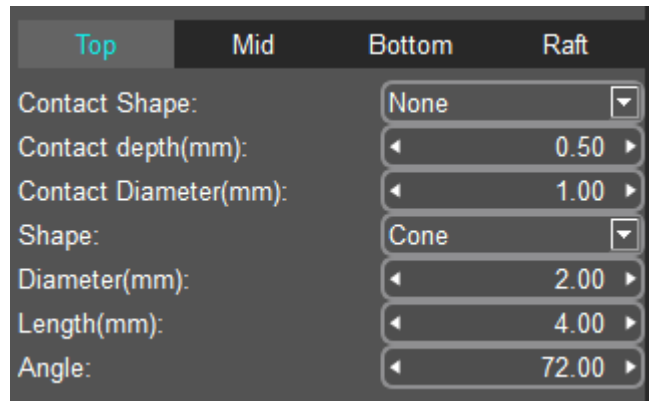 Top Mid Bottom Raft
Contact Shape: None
Contact depth(mm): 0.50
Contact Diameter(mm): 1.00
Shape: Cone
Diameter(mm): 2.00
Length(mm): 4.00
Angle: 72.00